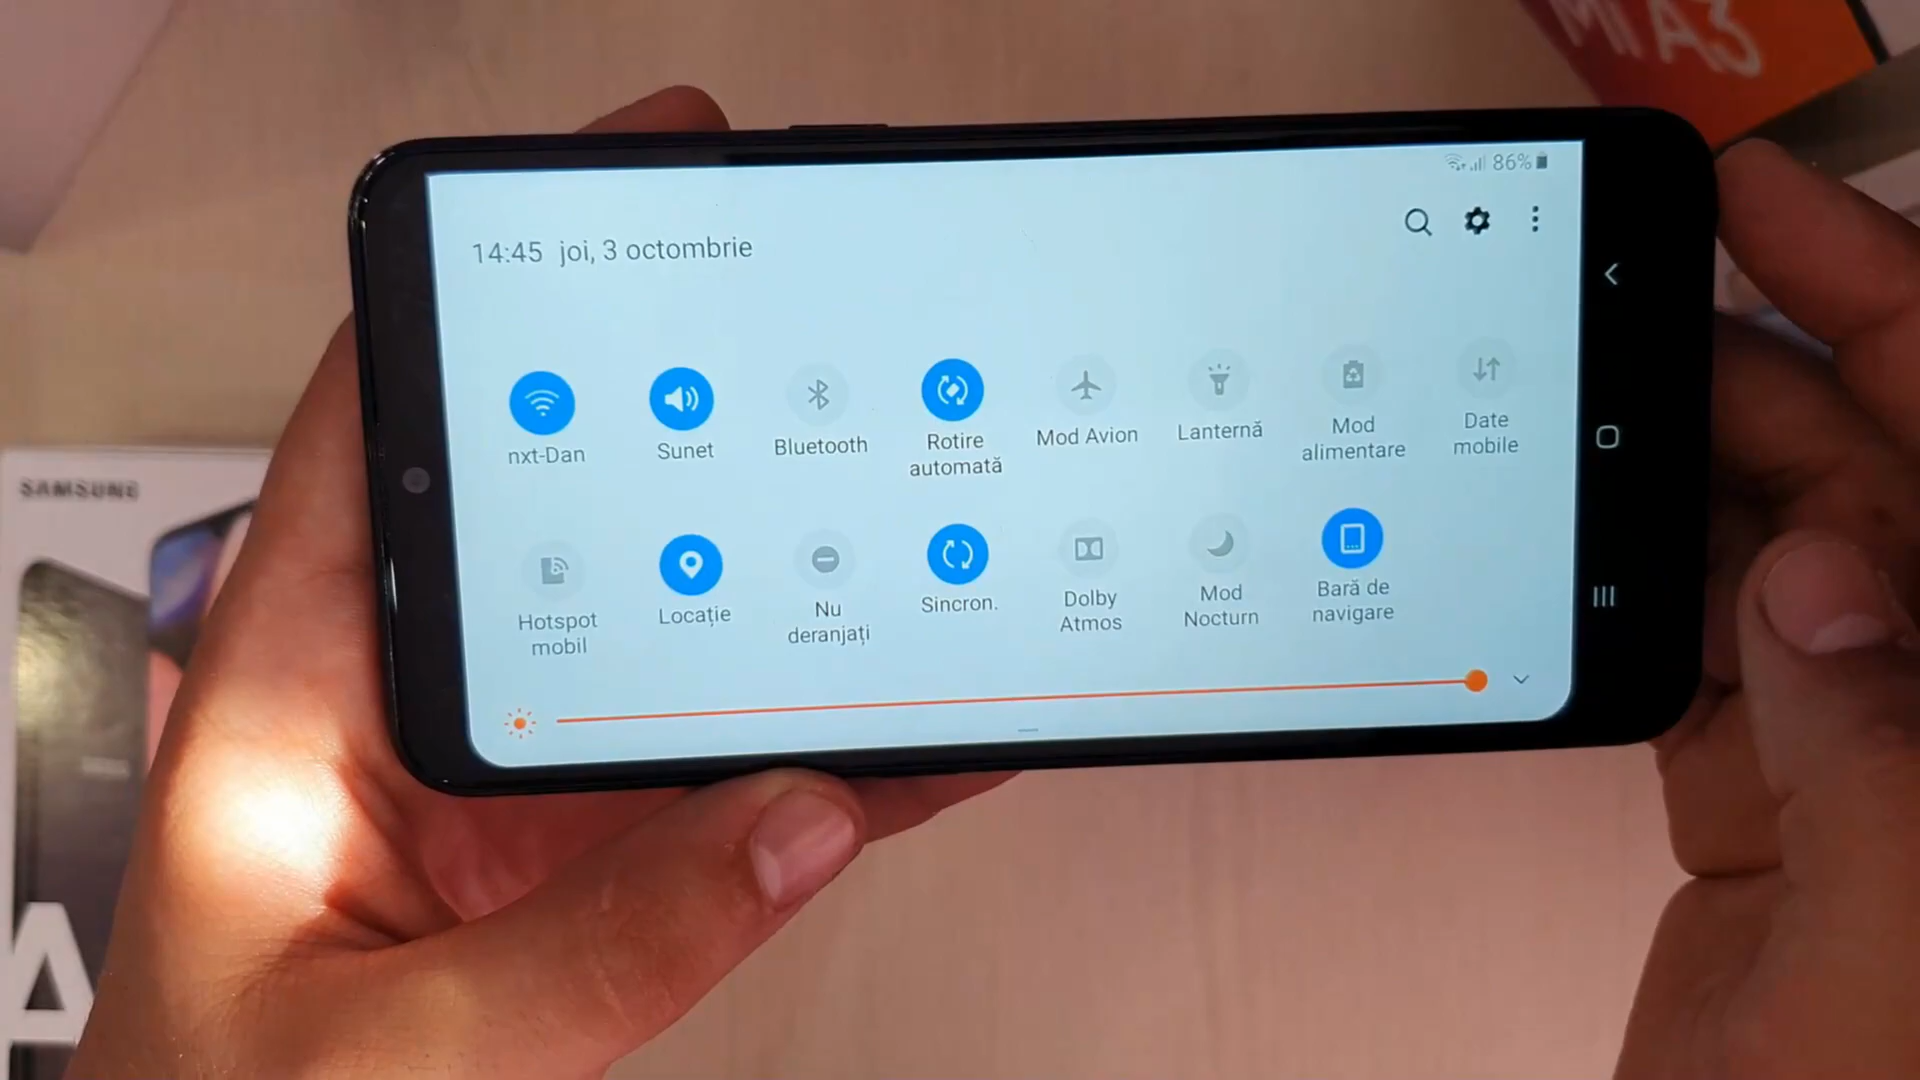 MI A3
86%
14:45 joi, 3 octombrie
nxt-Dan
Sunet
Bluetooth
Rotire
automată
Mod Avion
Lanternă
Mod
alimentare
Date
mobile
Hotspot
mobil
Locație
Nu
deranjați
Sincron.
Dolby
Atmos
Mod
Nocturn
Bară de
navigare
SAMSUNG
A